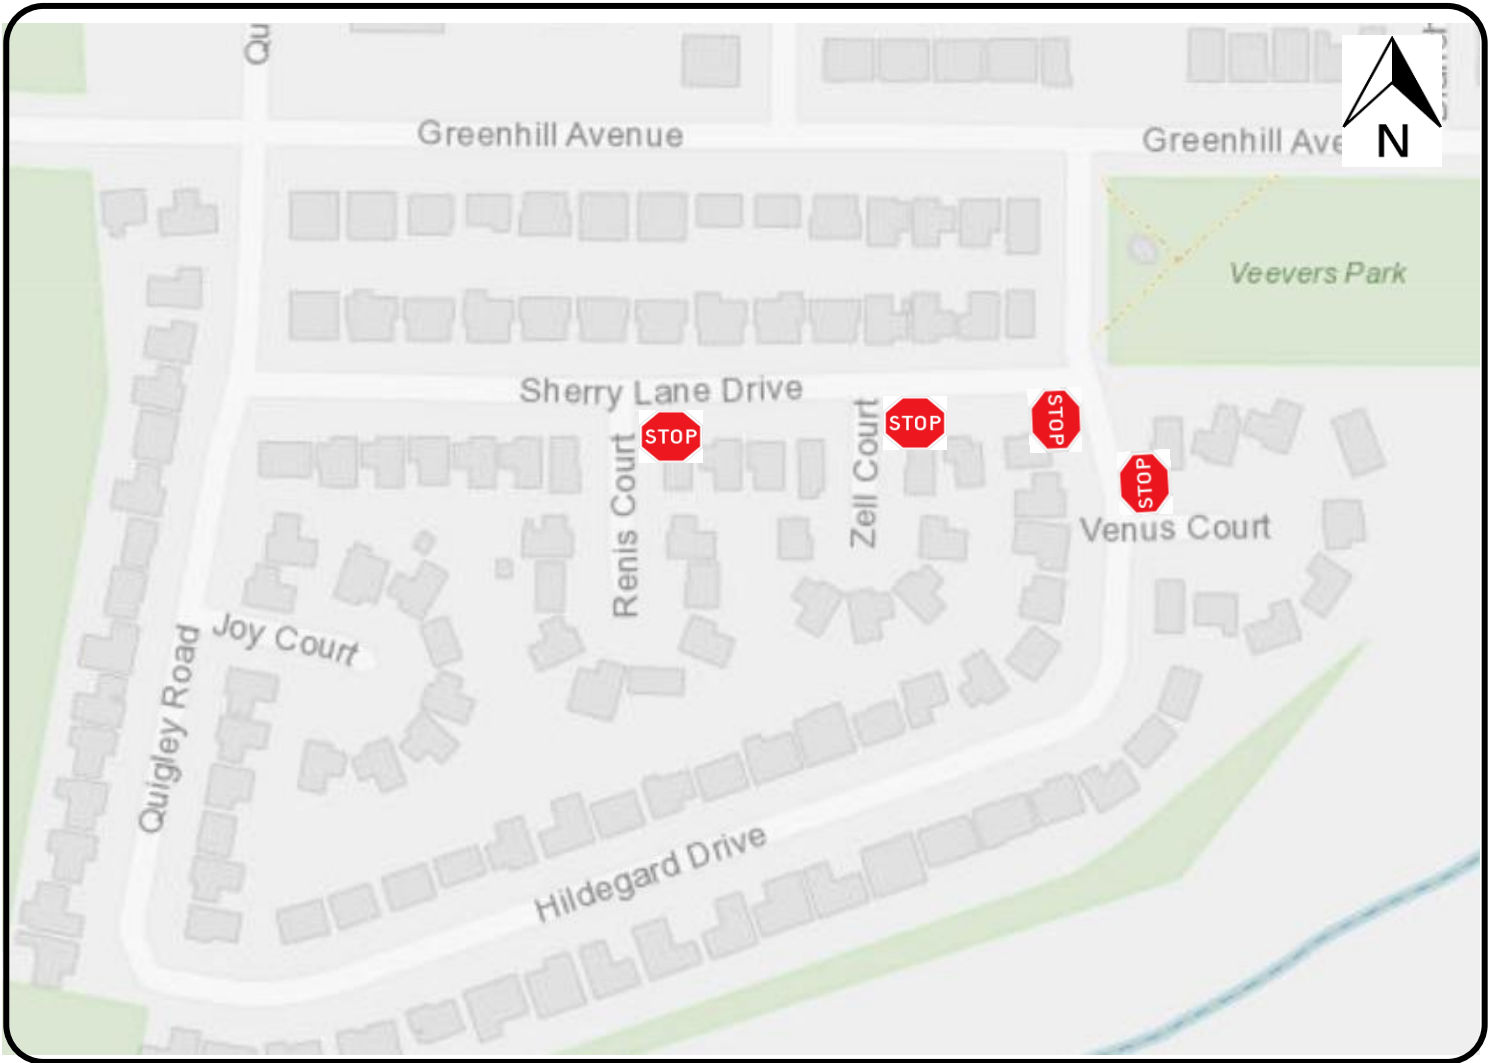 Qu
Greenhill Avenue
Greenhill Ave
N
Veevers Park
Sherry Lane Drive
STOP
STOP
STOP
STOP
Renis Court
Zell Court
Venus Court
Joy Court
Quigley Road
Hildegard Drive